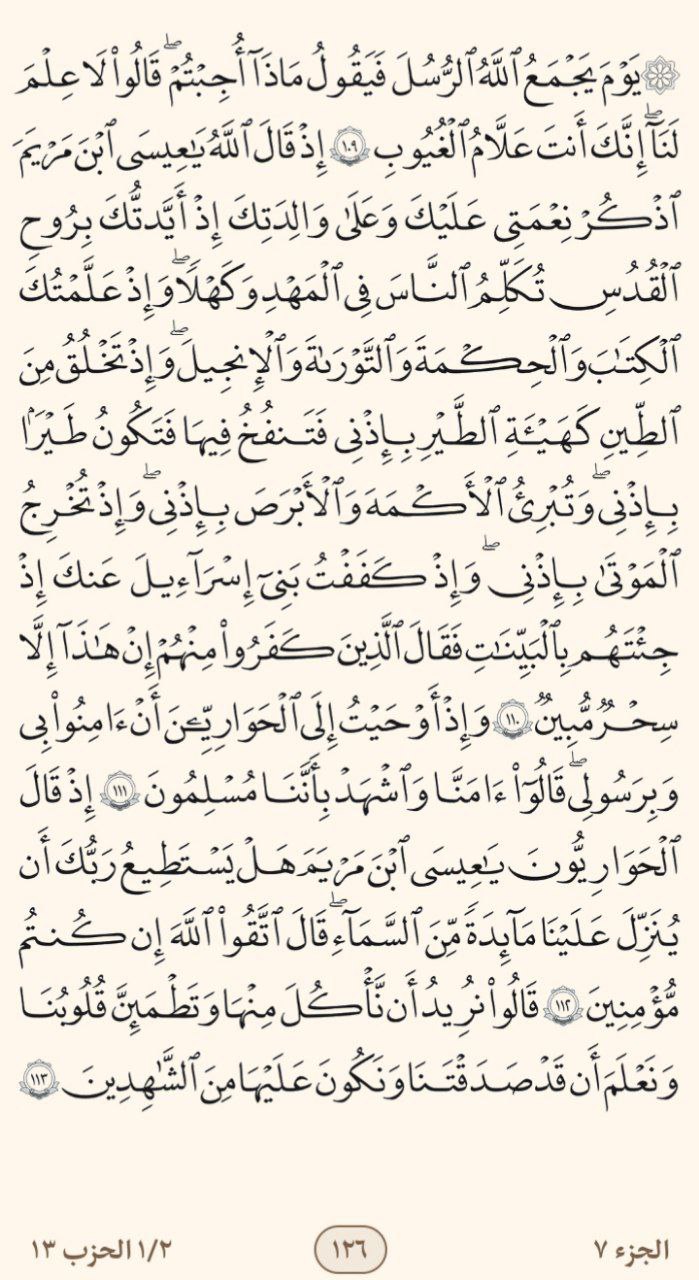 ۞ يَوۡمَ يَجۡمَعُ ٱللَّهُ ٱلرُّسُلَ فَيَقُولُ مَاذَآ أُجِبۡتُمۡۖ قَالُواْ لَا عِلۡمَ
لَنَآۖ إِنَّكَ أَنتَ عَلَّٰمُ ٱلۡغُيُوبِ ١٠٩ إِذۡ قَالَ ٱللَّهُ يَٰعِيسَى ٱبۡنَ مَرۡيَمَ
ٱذۡكُرۡ نِعۡمَتِي عَلَيۡكَ وَعَلَىٰ وَٰلِدَتِكَ إِذۡ أَيَّدتُّكَ بِرُوحِ
ٱلۡقُدُسِ تُكَلِّمُ ٱلنَّاسَ فِي ٱلۡمَهۡدِ وَكَهۡلٗاۖ وَإِذۡ عَلَّمۡتُكَ
ٱلۡكِتَٰبَ وَٱلۡحِكۡمَةَ وَٱلتَّوۡرَىٰةَ وَٱلۡإِنجِيلَۖ وَإِذۡ تَخۡلُقُ مِنَ
ٱلطِّينِ كَهَيۡـَٔةِ ٱلطَّيۡرِ بِإِذۡنِي فَتَنفُخُ فِيهَا فَتَكُونُ طَيۡرَۢا
بِإِذۡنِيۖ وَتُبۡرِئُ ٱلۡأَكۡمَهَ وَٱلۡأَبۡرَصَ بِإِذۡنِيۖ وَإِذۡ تُخۡرِجُ
ٱلۡمَوۡتَىٰ بِإِذۡنِيۖ وَإِذۡ كَفَفۡتُ بَنِيٓ إِسۡرَٰٓءِيلَ عَنكَ إِذۡ
جِئۡتَهُم بِٱلۡبَيِّنَٰتِ فَقَالَ ٱلَّذِينَ كَفَرُواْ مِنۡهُمۡ إِنۡ هَٰذَآ إِلَّا
سِحۡرٞ مُّبِينٞ ١١٠ وَإِذۡ أَوۡحَيۡتُ إِلَى ٱلۡحَوَارِيِّـۧنَ أَنۡ ءَامِنُواْ بِي
وَبِرَسُولِيۖ قَالُوٓاْ ءَامَنَّا وَٱشۡهَدۡ بِأَنَّنَا مُسۡلِمُونَ ١١١ إِذۡ قَالَ
ٱلۡحَوَارِيُّونَ يَٰعِيسَى ٱبۡنَ مَرۡيَمَ هَلۡ يَسۡتَطِيعُ رَبُّكَ أَن
يُنَزِّلَ عَلَيۡنَا مَآئِدَةٗ مِّنَ ٱلسَّمَآءِۖ قَالَ ٱتَّقُواْ ٱللَّهَ إِن كُنتُم
مُّؤۡمِنِينَ ١١٢ قَالُواْ نُرِيدُ أَن نَّأۡكُلَ مِنۡهَا وَتَطۡمَئِنَّ قُلُوبُنَا
وَنَعۡلَمَ أَن قَدۡ صَدَقۡتَنَا وَنَكُونَ عَلَيۡهَا مِنَ ٱلشَّٰهِدِينَ ١١٣
الجزء ٧ ١٢٦ ١/٢ الحزب ١٣